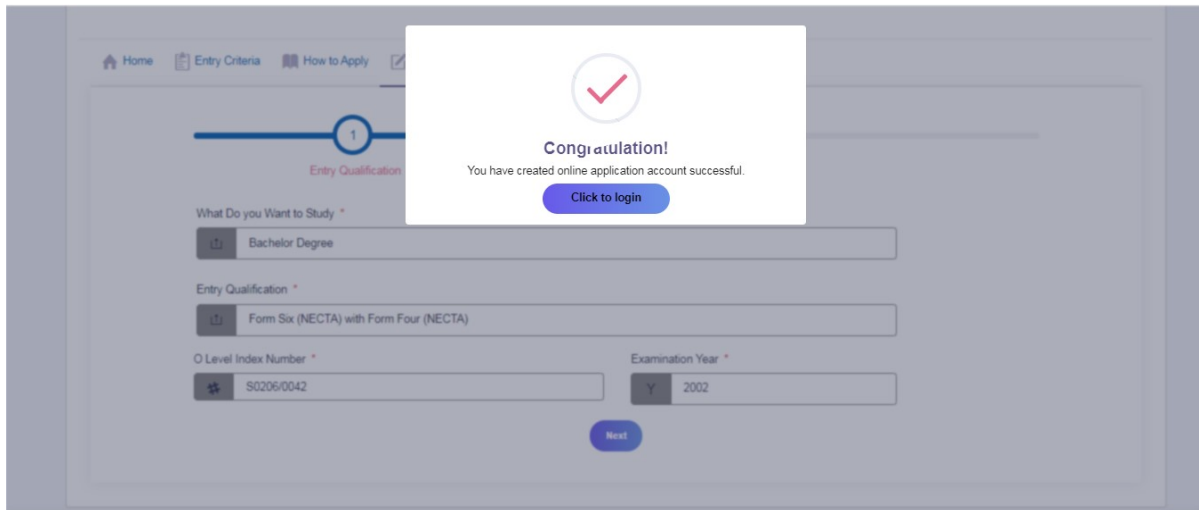 Home Entry Criteria How to Apply
1
Entry Qualification
Congratulation!
You have created online application account successful.
Click to login
What Do you Want to Study *
Bachelor Degree
Entry Qualification *
Form Six (NECTA) with Form Four (NECTA)
O Level Index Number * Examination Year *
S0206/0042 2002
Next